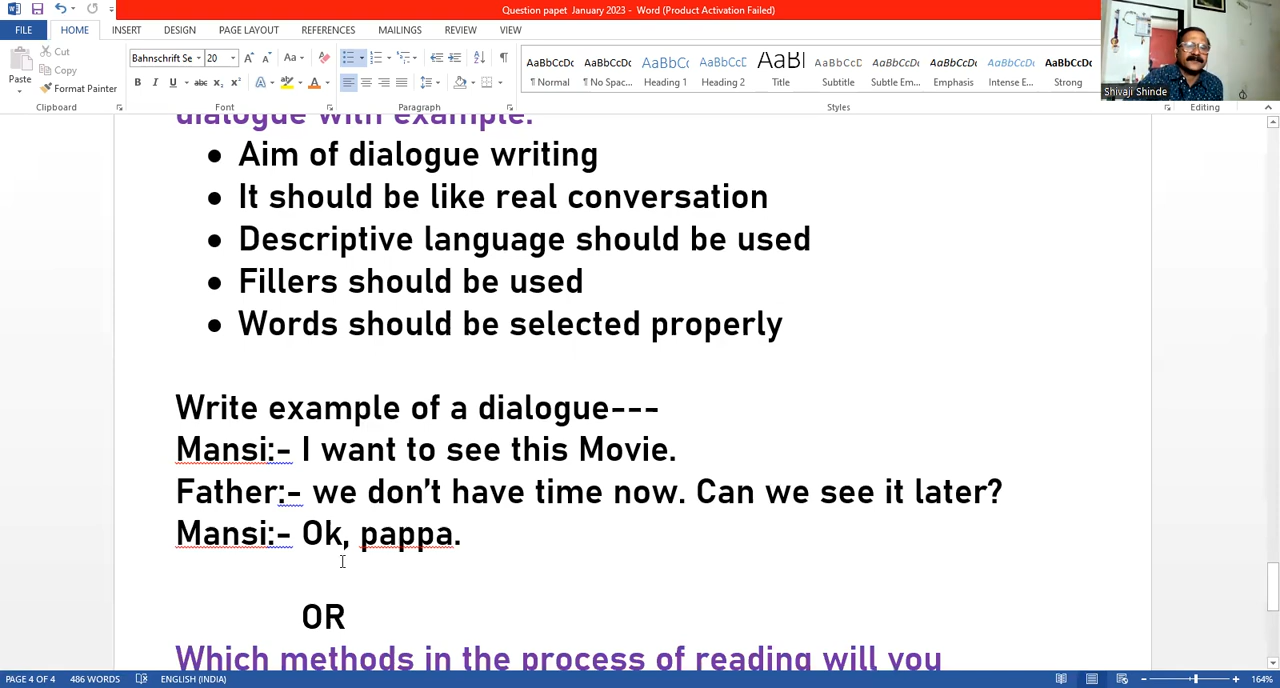 Question papet January 2023 - Word (Product Activation Failed)
FILE HOME INSERT DESIGN PAGE LAYOUT REFERENCES MAILINGS REVIEW VIEW
Paste
Cut
Copy
Format Painter
Clipboard
Bahnschrift Se 20
Font
Paragraph
AaBbCcDc AaBbCcDc AaBbC( AaBbCcE AaBl AaBbCcD AaBbCcDc AaBbCcDc AaBbCcDc AaBbCcDc
¶ Normal ¶ No Spac... Heading 1 Heading 2 Title Subtitle Subtle Em... Emphasis Intense E... Strong
Styles
Editing
Shivaji Shinde
dialogue with example.
• Aim of dialogue writing
• It should be like real conversation
• Descriptive language should be used
• Fillers should be used
• Words should be selected properly
Write example of a dialogue---
Mansi:- I want to see this Movie.
Father:- we don't have time now. Can we see it later?
Mansi:- Ok, pappa.
OR
Which methods in the process of reading will you
PAGE 4 OF 4 486 WORDS ENGLISH (INDIA) 164%